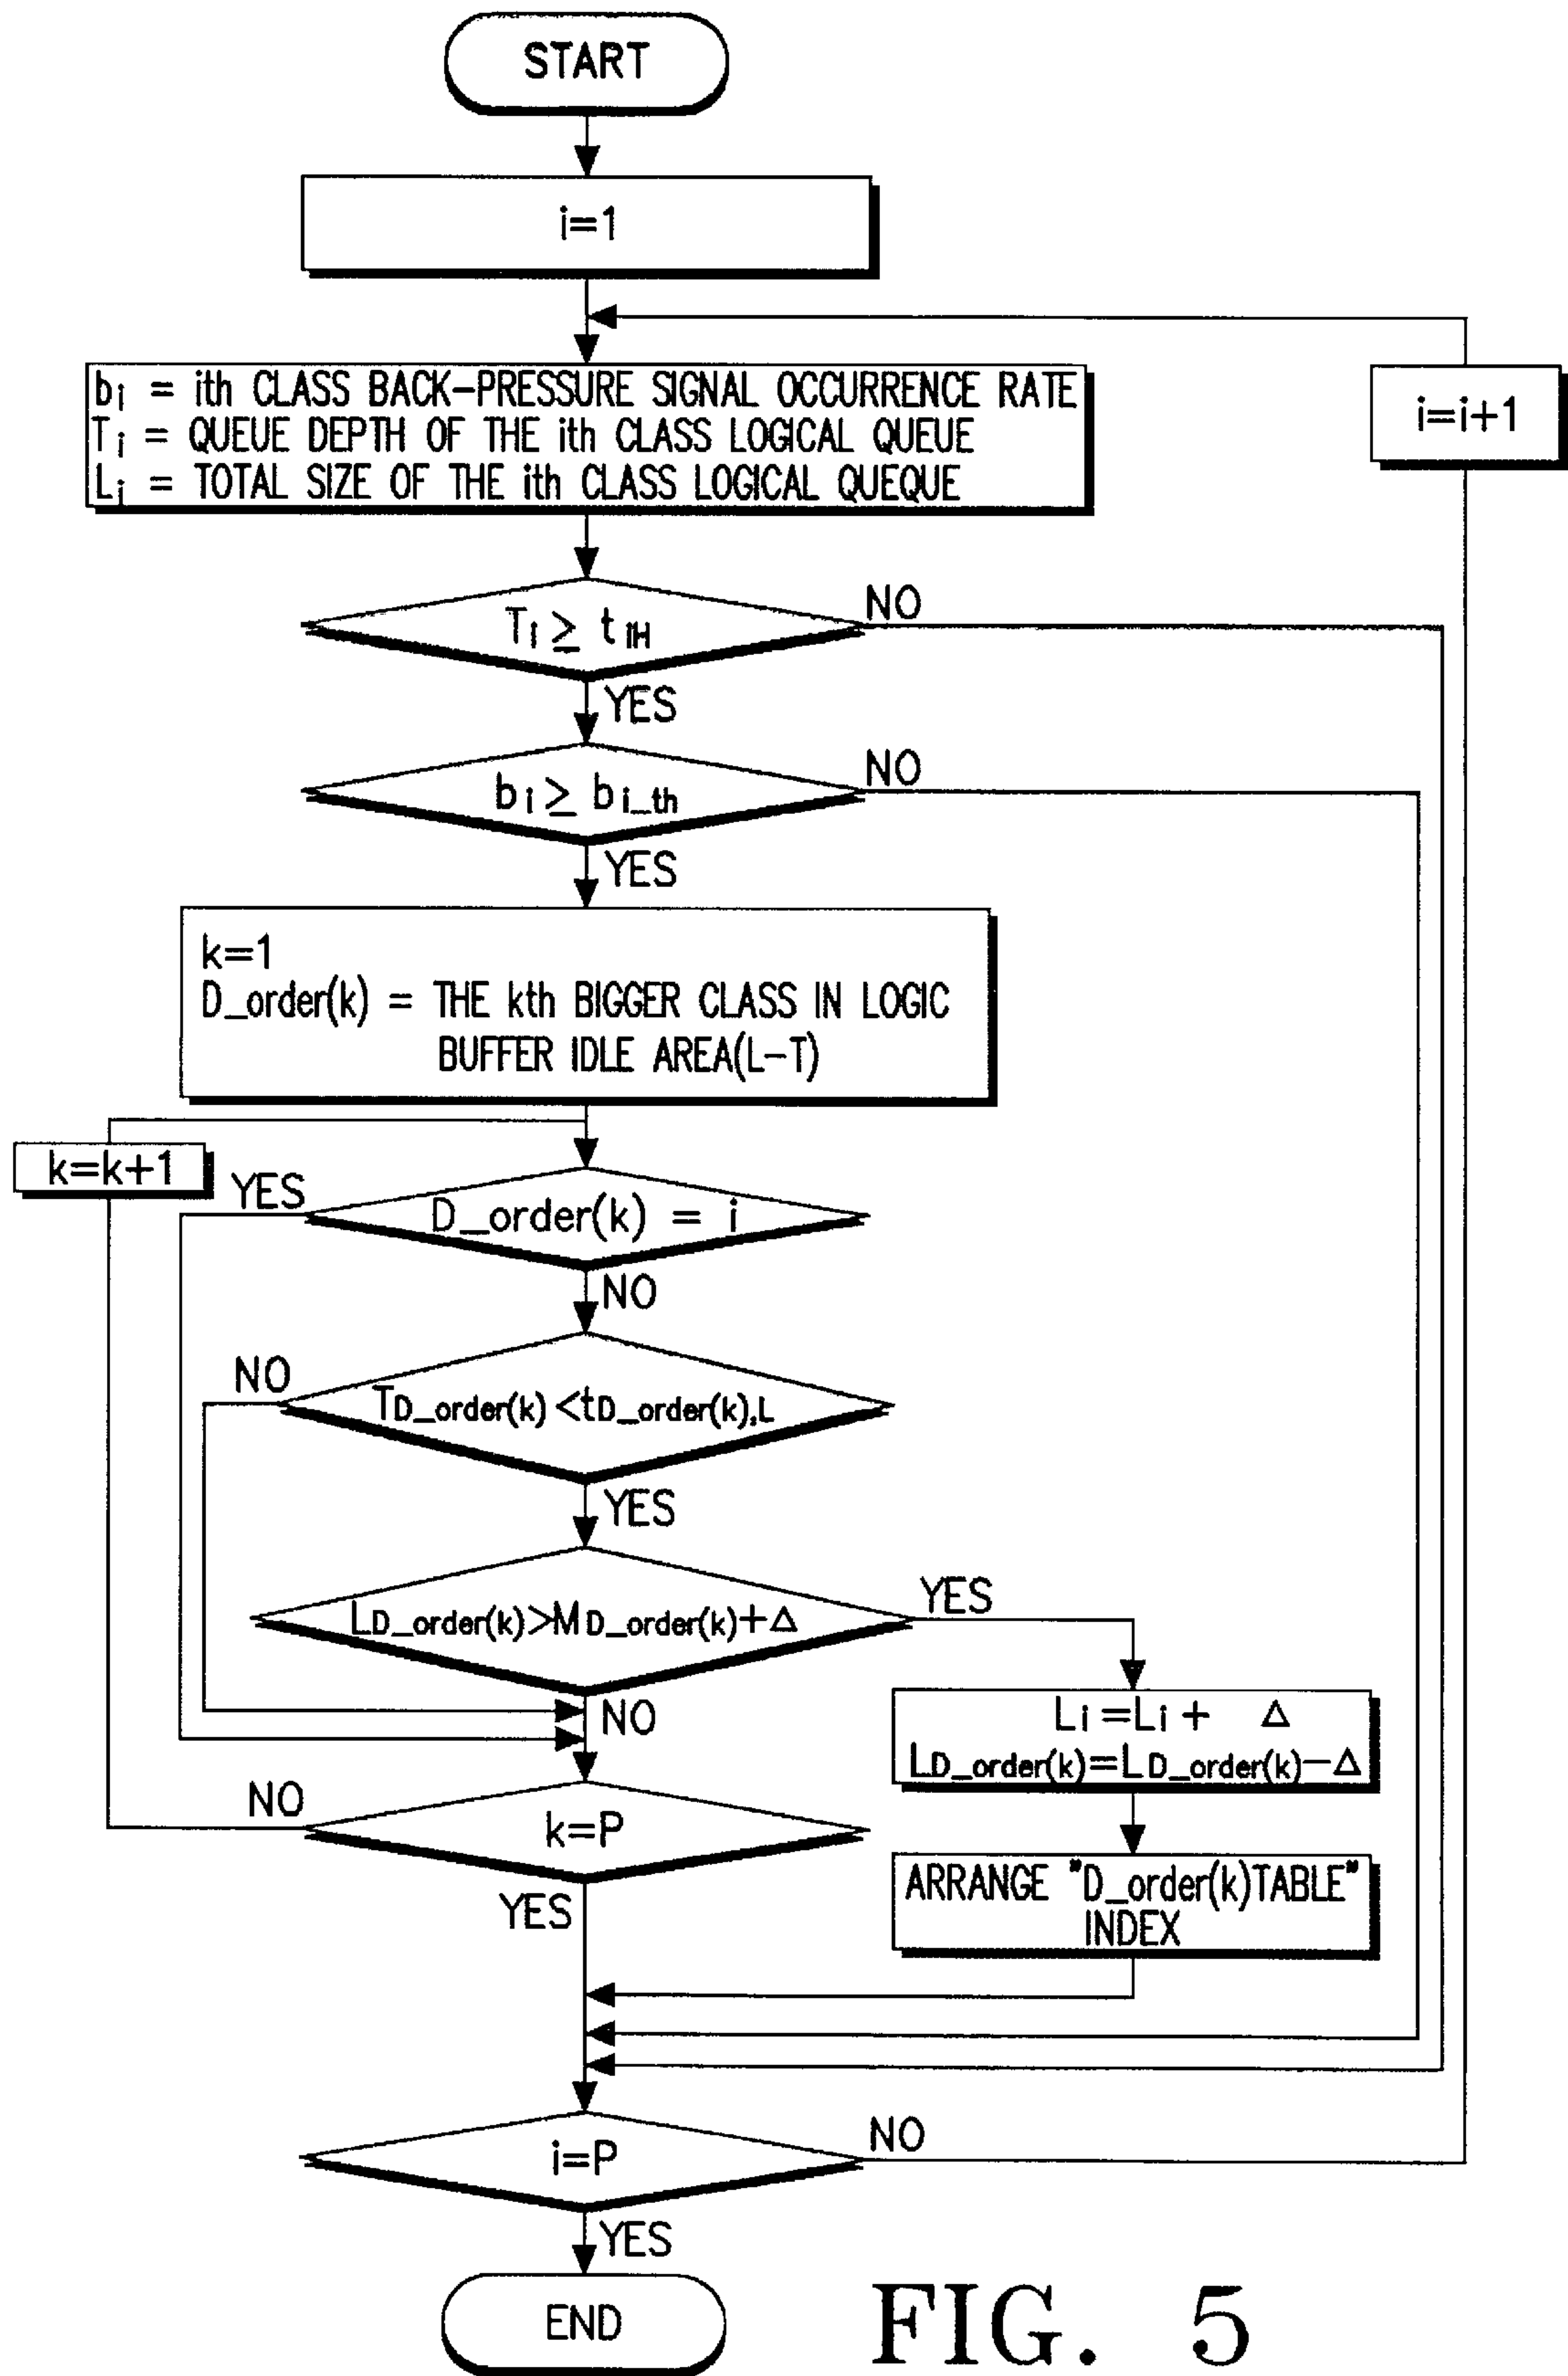 START
i=1
bi = ith CLASS BACK-PRESSURE SIGNAL OCCURRENCE RATE
Ti = QUEUE DEPTH OF THE ith CLASS LOGICAL QUEUE
Li = TOTAL SIZE OF THE ith CLASS LOGICAL QUEQUE
i=i+1
Ti ≥ tiH
NO
YES
bi ≥ bi_th
NO
YES
k=1
D_order(k) = THE kth BIGGER CLASS IN LOGIC
BUFFER IDLE AREA(L-T)
k=k+1
YES
D_order(k) = i
NO
NO
TD_order(k) <tD_order(k),L
YES
LD_order(k)>MD_order(k)+Δ
YES
NO
Li=Li+ Δ
LD_order(k)=LD_order(k)-Δ
NO
k=P
YES
ARRANGE "D_order(k)TABLE"
INDEX
i=P
NO
YES
END
FIG. 5